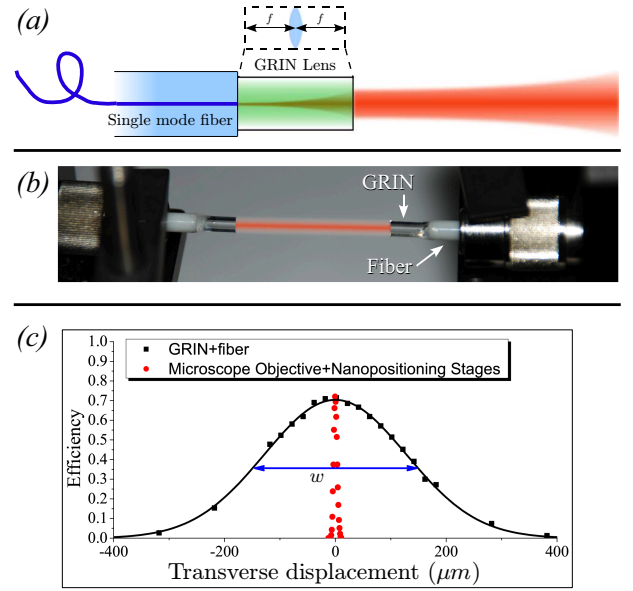 (a)
f f
GRIN Lens
Single mode fiber
(b)
GRIN
Fiber
(c)
GRIN+fiber
Microscope Objective+Nanopositioning Stages
Efficiency
1.0
0.9
0.8
0.7
0.6
0.5
0.4
0.3
0.2
0.1
0.0
w
-400 -200 0 200 400
Transverse displacement (μm)